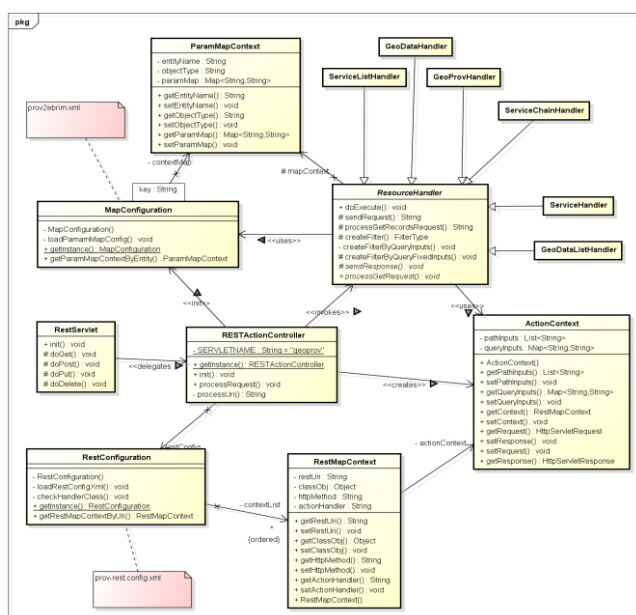 pkg
ParamMapContext
- entityName : String
- objectType : String
- paramMap : Map<String,String>
+ getEntityName() : String
+ setEntityName() : void
+ getObjectType() : String
+ setObjectType() : void
+ getParamMap() : Map<String,String>
+ setParamMap() : void
GeoDataHandler
ServiceListHandler
GeoProvHandler
ServiceChainHandler
prov2ebrim.xml
- contextMap
# mapContext
key : String
MapConfiguration
- MapConfiguration()
- loadPamamMapConfig() : void
+ getInstance() : MapConfiguration
+ getParamMapContextByEntity() : ParamMapContext
ResourceHandler
+ doExecute() : void
# sendRequest() : String
# processGetRecordsRequest() : String
# createFilter() : FilterType
- createFilterByQueryInputs() : void
# createFilterByQueryFixedInputs() : void
# sendResponse() : void
+ processGetRequest() : void
ServiceHandler
GeoDataListHandler
<<uses>>
<<init>>
<<invokes>>
<<uses>>
RestServlet
+ init() : void
# doGet() : void
# doPost() : void
# doPut() : void
# doDelete() : void
<<delegates>>
RESTActionController
- SERVLETNAME : String = "geoprov"
+ getInstance() : RESTActionController
+ init() : void
+ processRequest() : void
- processUri() : String
<<creates>>
ActionContext
- pathInputs : List<String>
- queryInputs : Map<String,String>
+ ActionContext()
+ getPathInputs() : List<String>
+ setPathInputs() : void
+ getQueryInputs() : Map<String,String>
+ setQueryInputs() : void
+ getContext() : RestMapContext
+ setContext() : void
+ getRequest() : HttpServletRequest
+ setResponse() : void
+ setRequest() : void
+ getResponse() : HttpServletResponse
- restConfig
- actionContext
RestConfiguration
- RestConfiguration()
- loadRestConfigXml() : void
- checkHandlerClass() : void
+ getInstance() : RestConfiguration
+ getRestMapContextByUri() : RestMapContext
- contextList
*
{ordered}
RestMapContext
- restUri : String
- classObj : Object
- httpMethod : String
- actionHandler : String
+ getRestUri() : String
+ setRestUri() : void
+ getClassObj() : Object
+ setClassObj() : void
+ getHttpMethod() : String
+ setHttpMethod() : void
+ getActionHandler() : String
+ setActionHandler() : void
+ RestMapContext()
prov-rest.config.xml